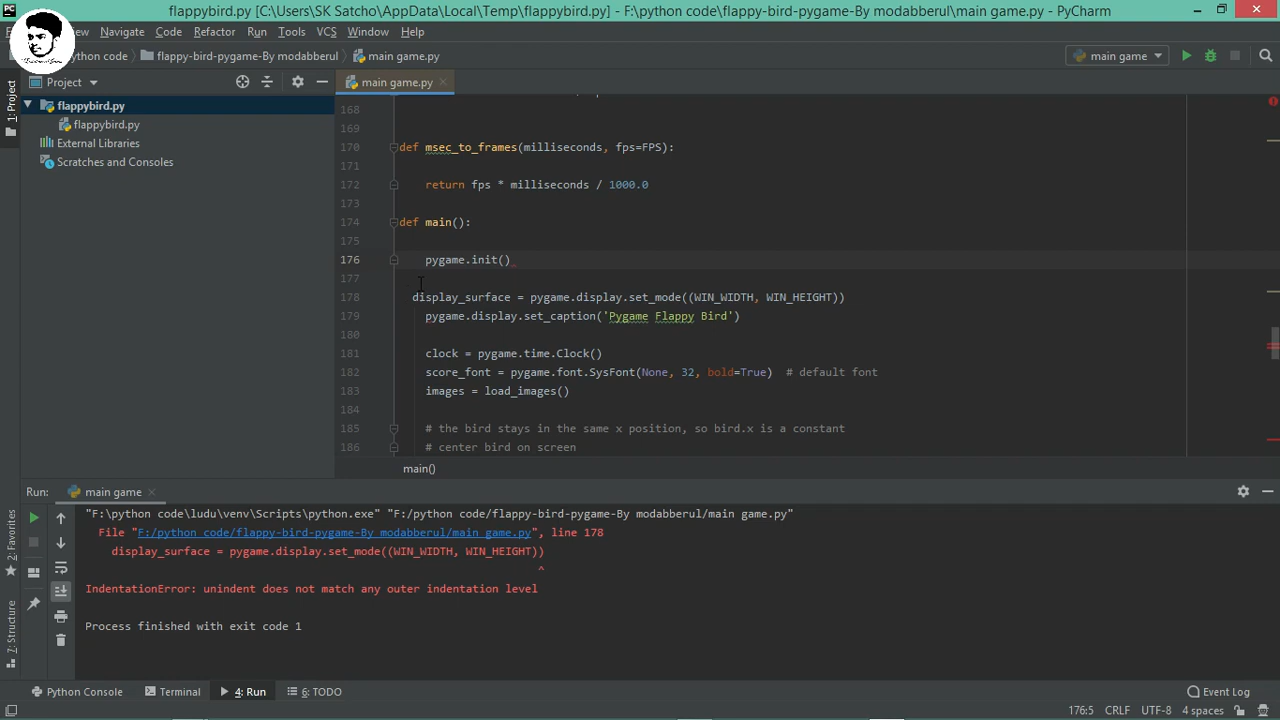 flappybird.py [C:\Users\SK Satcho\AppData\Local\Temp\flappybird.py] - F:\python code\flappy-bird-pygame-By modabberul\main game.py - PyCharm
Navigate Code Refactor Run Tools VCS Window Help
python code flappy-bird-pygame-By modabberul main game.py main game
1: Project Project main game.py
flappybird.py
flappybird.py
External Libraries
Scratches and Consoles
168
169
170 def msec_to_frames(milliseconds, fps=FPS):
171
172     return fps * milliseconds / 1000.0
173
174 def main():
175
176     pygame.init()
177
178   display_surface = pygame.display.set_mode((WIN_WIDTH, WIN_HEIGHT))
179     pygame.display.set_caption('Pygame Flappy Bird')
180
181     clock = pygame.time.Clock()
182     score_font = pygame.font.SysFont(None, 32, bold=True)  # default font
183     images = load_images()
184
185     # the bird stays in the same x position, so bird.x is a constant
186     # center bird on screen
main()
Run: main game
"F:\python code\ludu\venv\Scripts\python.exe" "F:/python code/flappy-bird-pygame-By modabberul/main game.py"
File "F:/python code/flappy-bird-pygame-By modabberul/main game.py", line 178
display_surface = pygame.display.set_mode((WIN_WIDTH, WIN_HEIGHT))
^
IndentationError: unindent does not match any outer indentation level
Process finished with exit code 1
2: Favorites
7: Structure
Python Console Terminal 4: Run 6: TODO Event Log
176:5 CRLF UTF-8 4 spaces